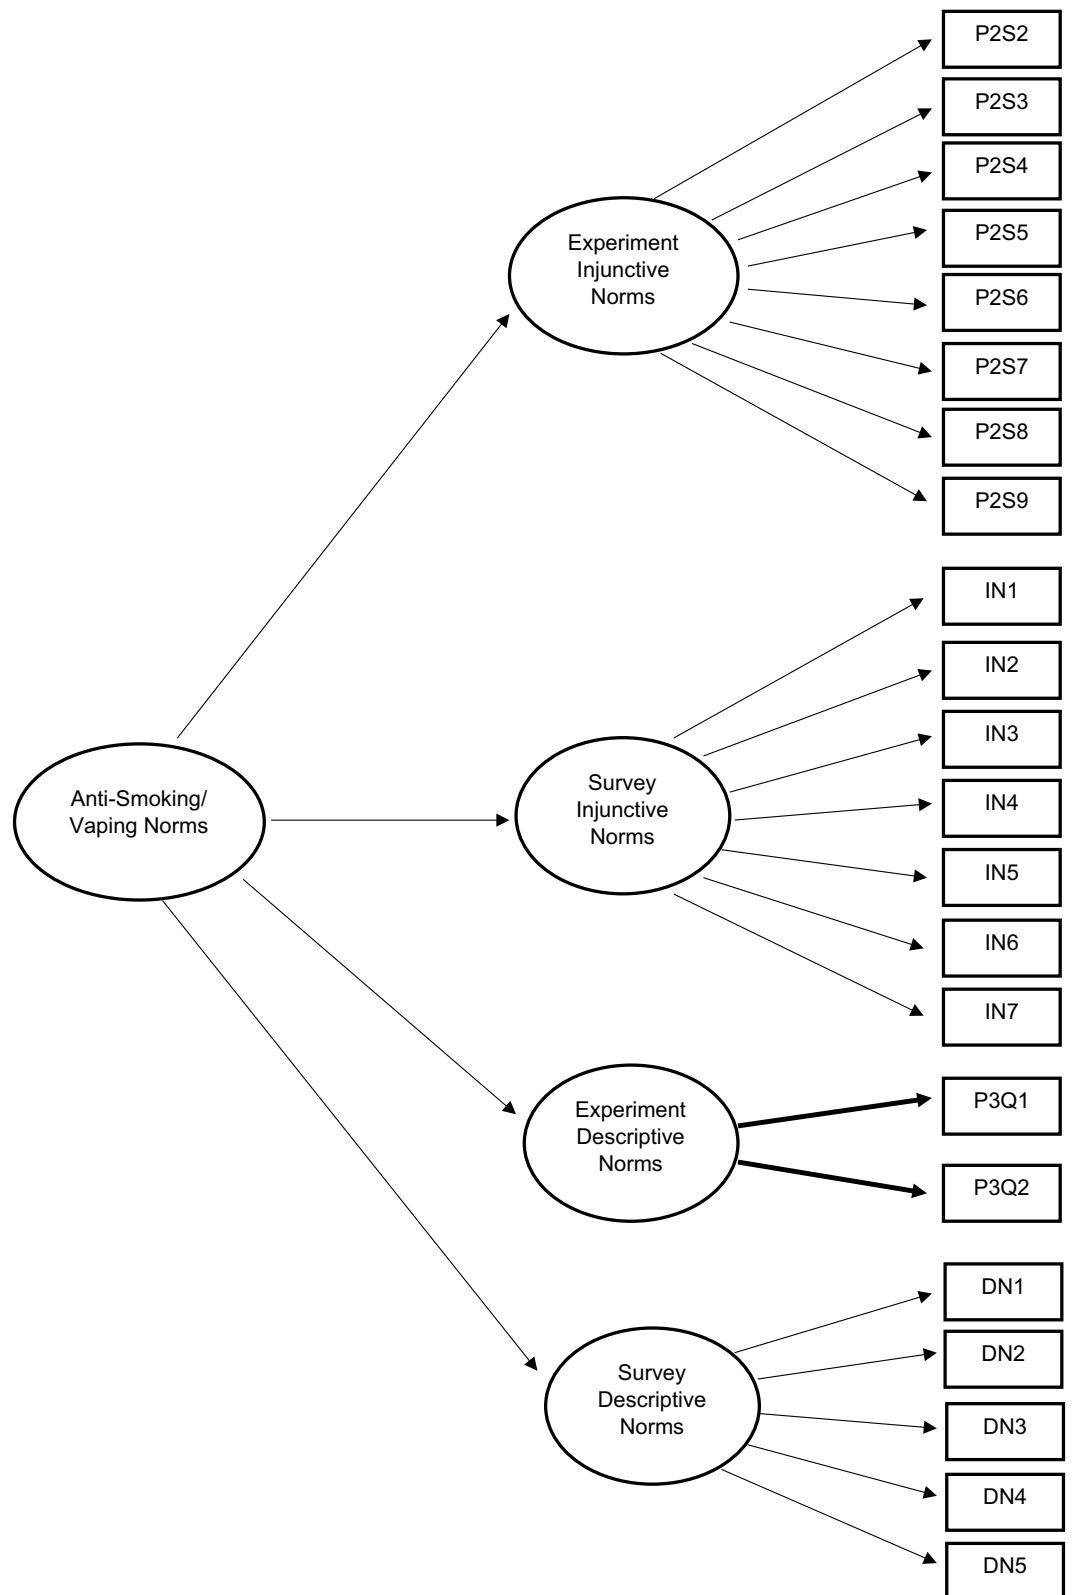 P2S2
P2S3
P2S4
P2S5
P2S6
P2S7
P2S8
P2S9
Experiment
Injunctive
Norms
IN1
IN2
IN3
IN4
IN5
IN6
IN7
Survey
Injunctive
Norms
Anti-Smoking/
Vaping Norms
Experiment
Descriptive
Norms
P3Q1
P3Q2
Survey
Descriptive
Norms
DN1
DN2
DN3
DN4
DN5